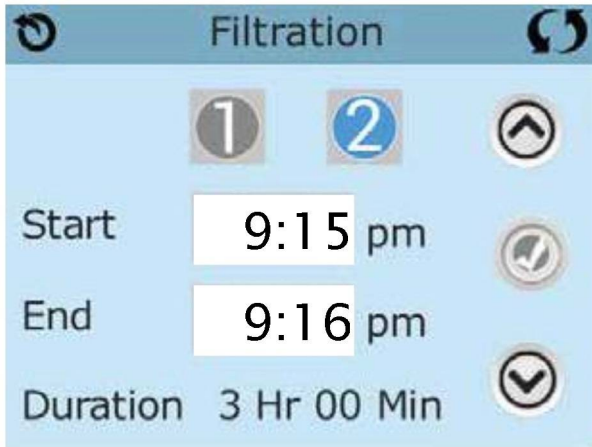 Filtration
1 2
Start 9:15 pm
End 9:16 pm
Duration 3 Hr 00 Min